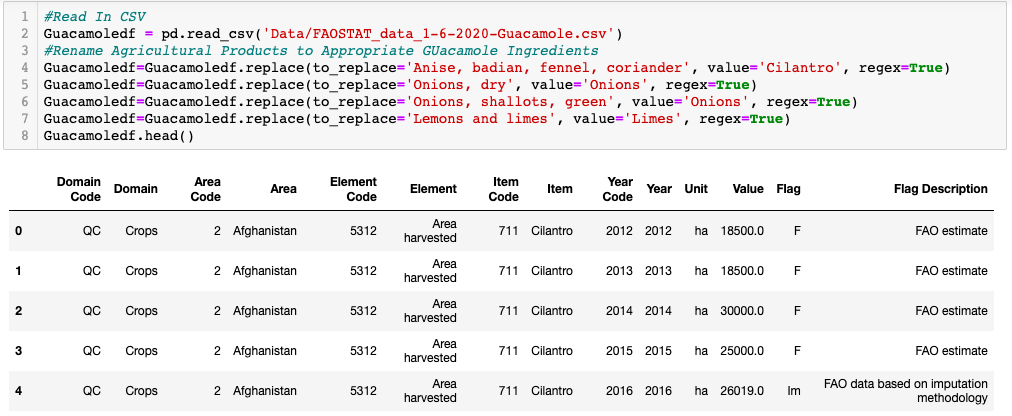 1 #Read In CSV
2 Guacamoledf = pd.read_csv('Data/FAOSTAT_data_1-6-2020-Guacamole.csv')
3 #Rename Agricultural Products to Appropriate GUacamole Ingredients
4 Guacamoledf=Guacamoledf.replace(to_replace='Anise, badian, fennel, coriander', value='Cilantro', regex=True)
5 Guacamoledf=Guacamoledf.replace(to_replace='Onions, dry', value='Onions', regex=True)
6 Guacamoledf=Guacamoledf.replace(to_replace='Onions, shallots, green', value='Onions', regex=True)
7 Guacamoledf=Guacamoledf.replace(to_replace='Lemons and limes', value='Limes', regex=True)
8 Guacamoledf.head()
Domain Code Domain Area Code Area Element Code Element Item Code Item Year Code Year Unit Value Flag Flag Description
0 QC Crops 2 Afghanistan 5312 Area harvested 711 Cilantro 2012 2012 ha 18500.0 F FAO estimate
1 QC Crops 2 Afghanistan 5312 Area harvested 711 Cilantro 2013 2013 ha 18500.0 F FAO estimate
2 QC Crops 2 Afghanistan 5312 Area harvested 711 Cilantro 2014 2014 ha 30000.0 F FAO estimate
3 QC Crops 2 Afghanistan 5312 Area harvested 711 Cilantro 2015 2015 ha 25000.0 F FAO estimate
4 QC Crops 2 Afghanistan 5312 Area harvested 711 Cilantro 2016 2016 ha 26019.0 Im FAO data based on imputation methodology